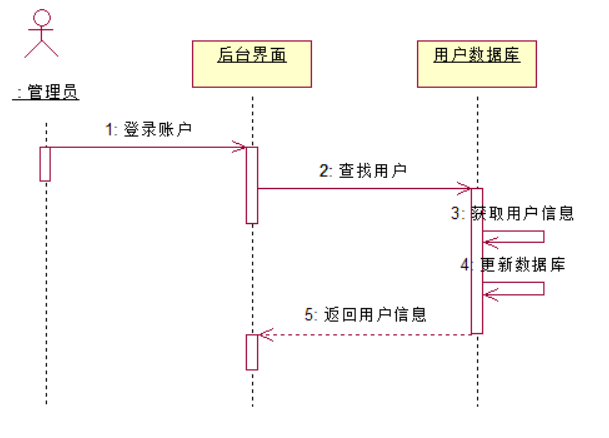 后台界面
用户数据库
: 管理员
1: 登录账户
2: 查找用户
3: 获取用户信息
4: 更新数据库
5: 返回用户信息